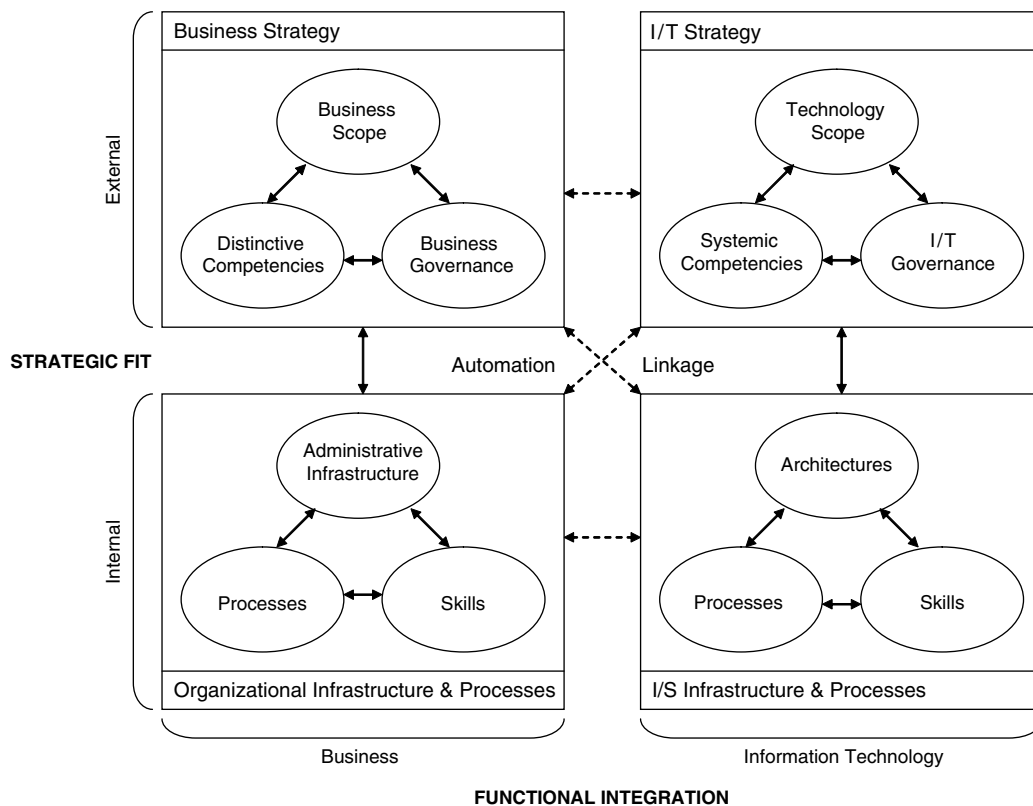 Business Strategy
I/T Strategy
External
Business
Scope
Distinctive
Competencies
Business
Governance
Technology
Scope
Systemic
Competencies
I/T
Governance
STRATEGIC FIT
Automation
Linkage
Internal
Administrative
Infrastructure
Processes
Skills
Architectures
Processes
Skills
Organizational Infrastructure & Processes
I/S Infrastructure & Processes
Business
Information Technology
FUNCTIONAL INTEGRATION